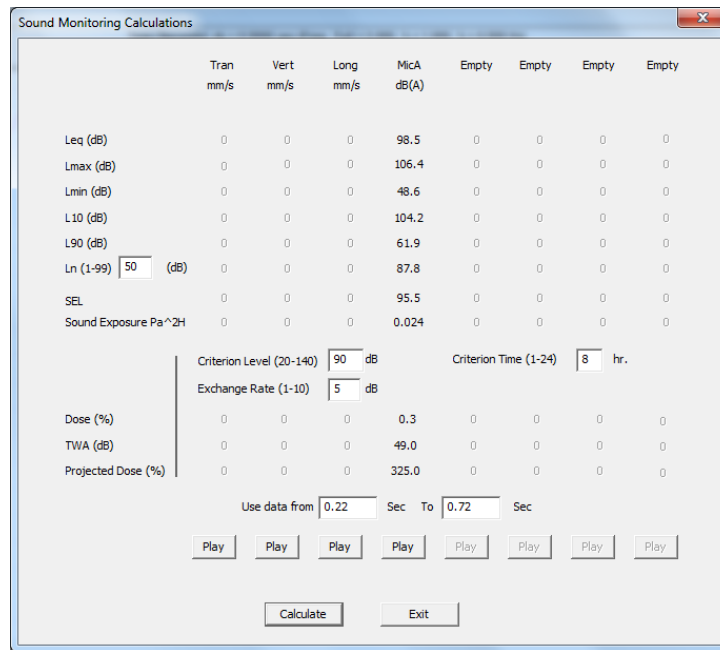 Sound Monitoring Calculations
Tran Vert Long MicA Empty Empty Empty Empty
mm/s mm/s mm/s dB(A)
Leq (dB) 0 0 0 98.5 0 0 0 0
Lmax (dB) 0 0 0 106.4 0 0 0 0
Lmin (dB) 0 0 0 48.6 0 0 0 0
L10 (dB) 0 0 0 104.2 0 0 0 0
L90 (dB) 0 0 0 61.9 0 0 0 0
Ln (1-99) 50 (dB) 0 0 0 87.8 0 0 0 0
SEL 0 0 0 95.5 0 0 0 0
Sound Exposure Pa^2H 0 0 0 0.024 0 0 0 0
Criterion Level (20-140) 90 dB Criterion Time (1-24) 8 hr.
Exchange Rate (1-10) 5 dB
Dose (%) 0 0 0 0.3 0 0 0 0
TWA (dB) 0 0 0 49.0 0 0 0 0
Projected Dose (%) 0 0 0 325.0 0 0 0 0
Use data from 0.22 Sec To 0.72 Sec
Play Play Play Play Play Play Play Play
Calculate Exit